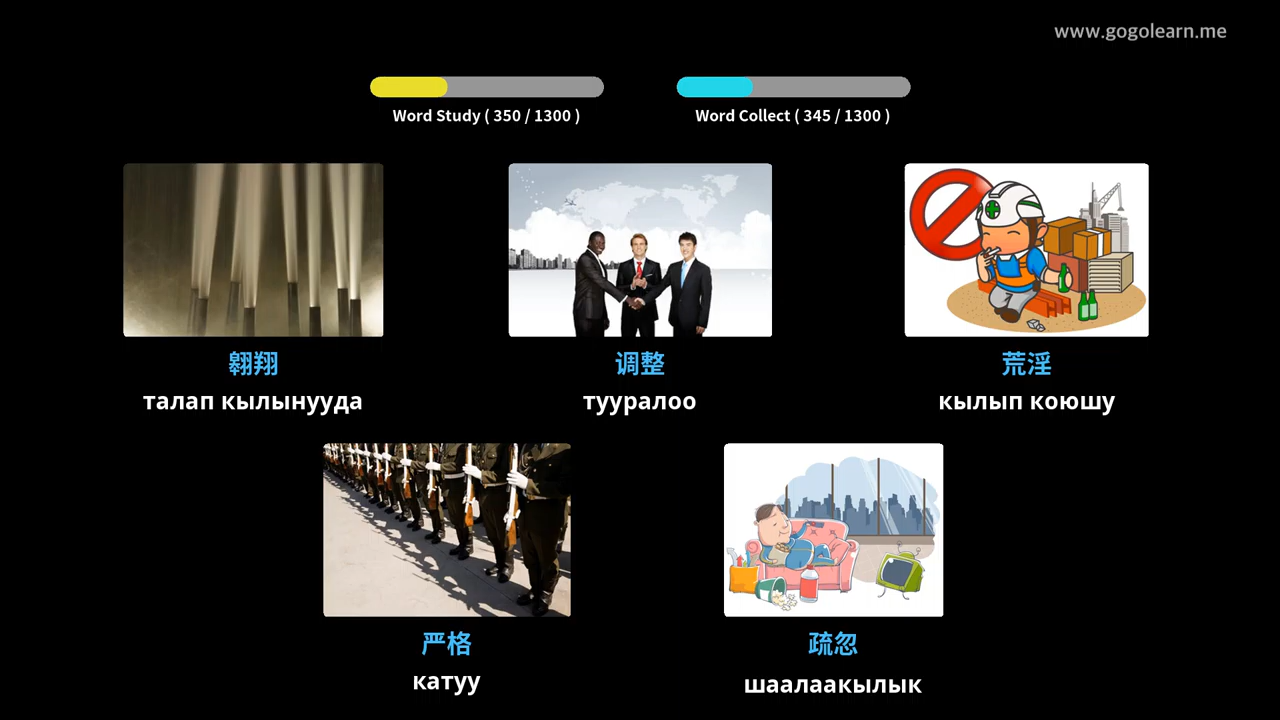 www.gogolearn.me
Word Study ( 350 / 1300 )
Word Collect ( 345 / 1300 )
翱翔
талап кылынууда
调整
тууралоо
荒淫
кылып коюшу
严格
катуу
疏忽
шаалаакылык